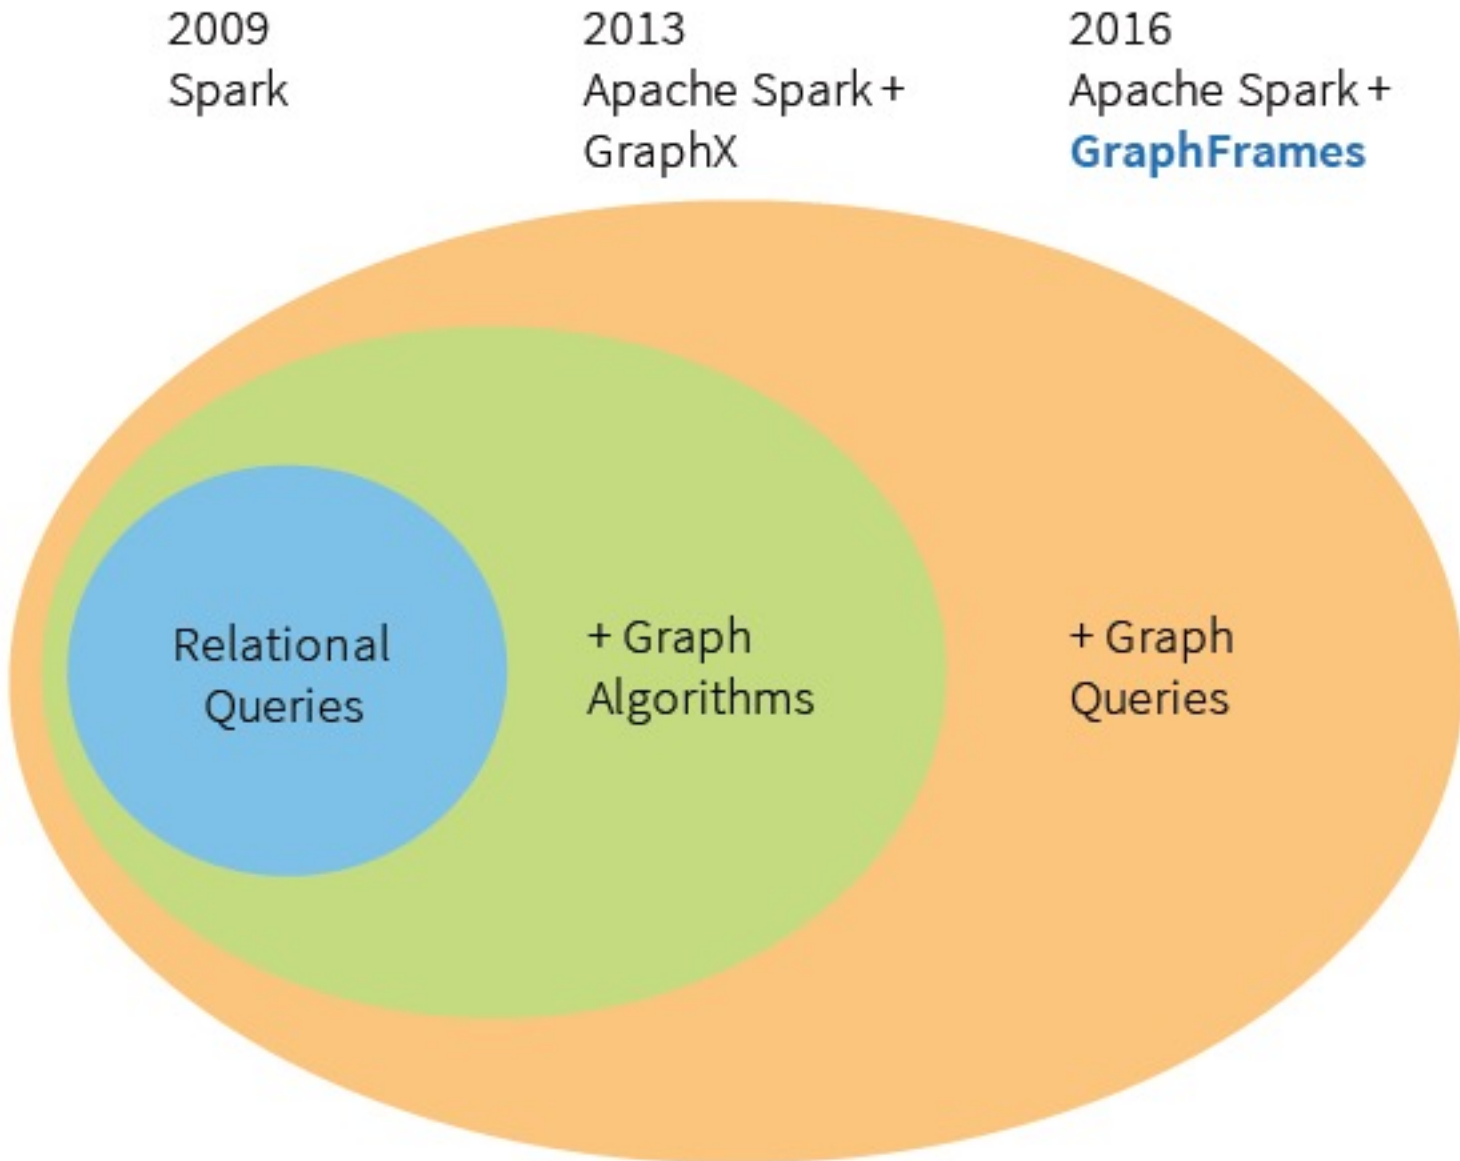 2009
Spark
2013
Apache Spark +
GraphX
2016
Apache Spark +
GraphFrames
Relational
Queries
+ Graph
Algorithms
+ Graph
Queries